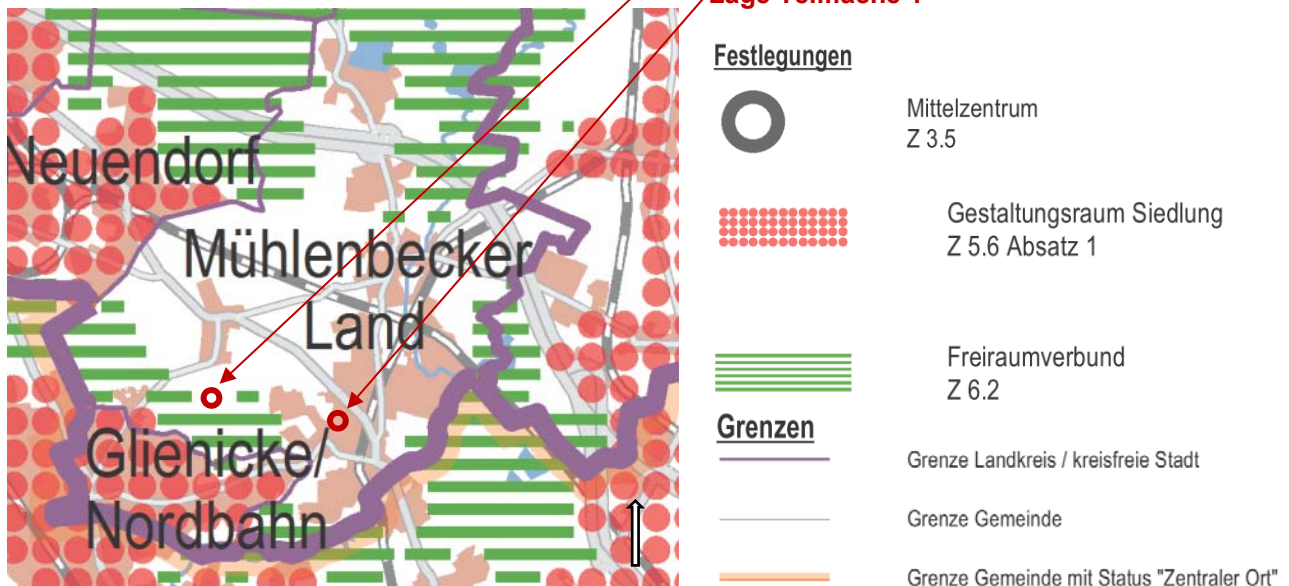 Festlegungen
Mittelzentrum
Z 3.5
Gestaltungsraum Siedlung
Z 5.6 Absatz 1
Freiraumverbund
Z 6.2
Grenzen
Grenze Landkreis / kreisfreie Stadt
Grenze Gemeinde
Grenze Gemeinde mit Status "Zentraler Ort"
Neuendorf
Mühlenbecker
Land
Glienicke/
Nordbahn